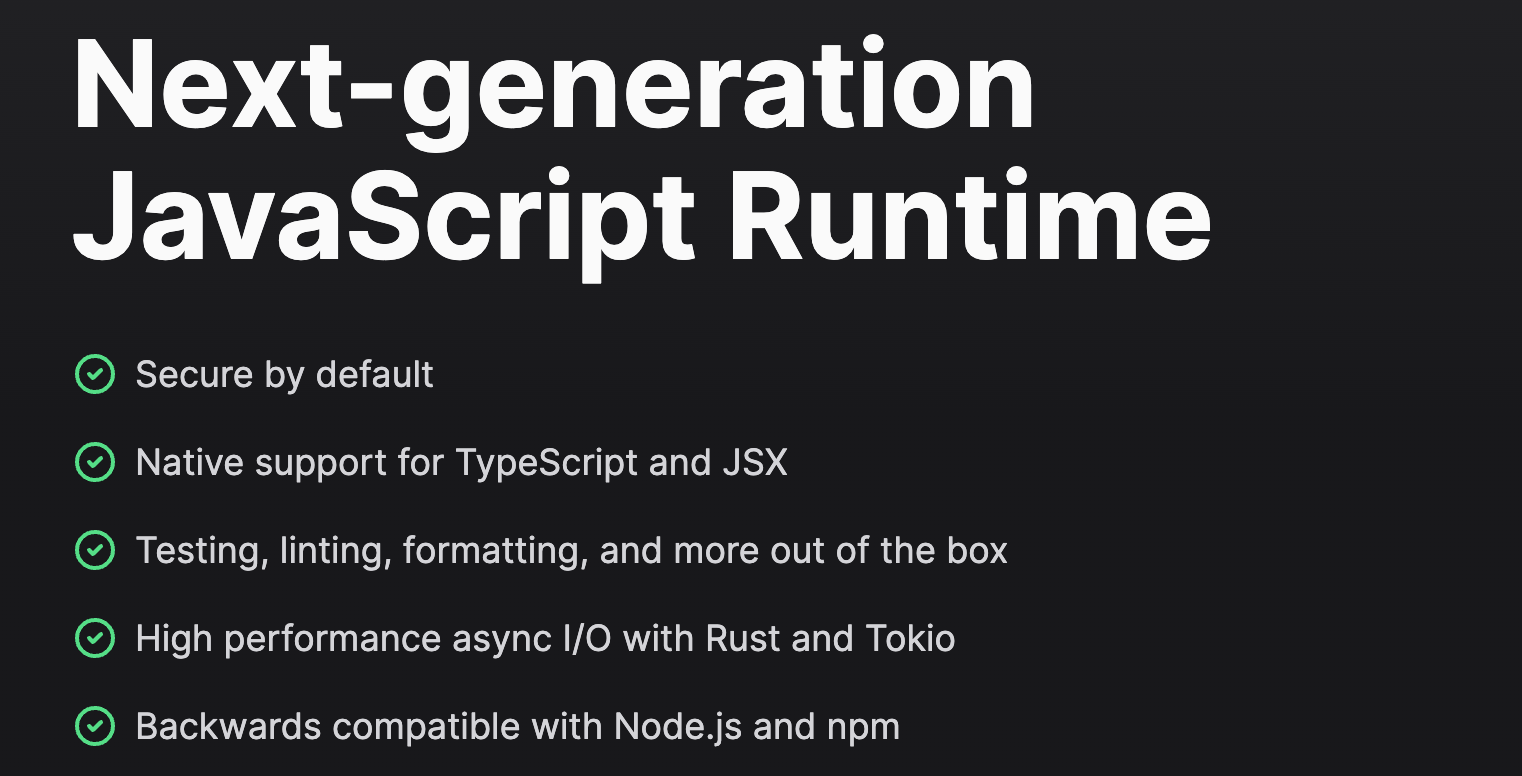 Next-generation
JavaScript Runtime
Secure by default
Native support for TypeScript and JSX
Testing, linting, formatting, and more out of the box
High performance async I/O with Rust and Tokio
Backwards compatible with Node.js and npm